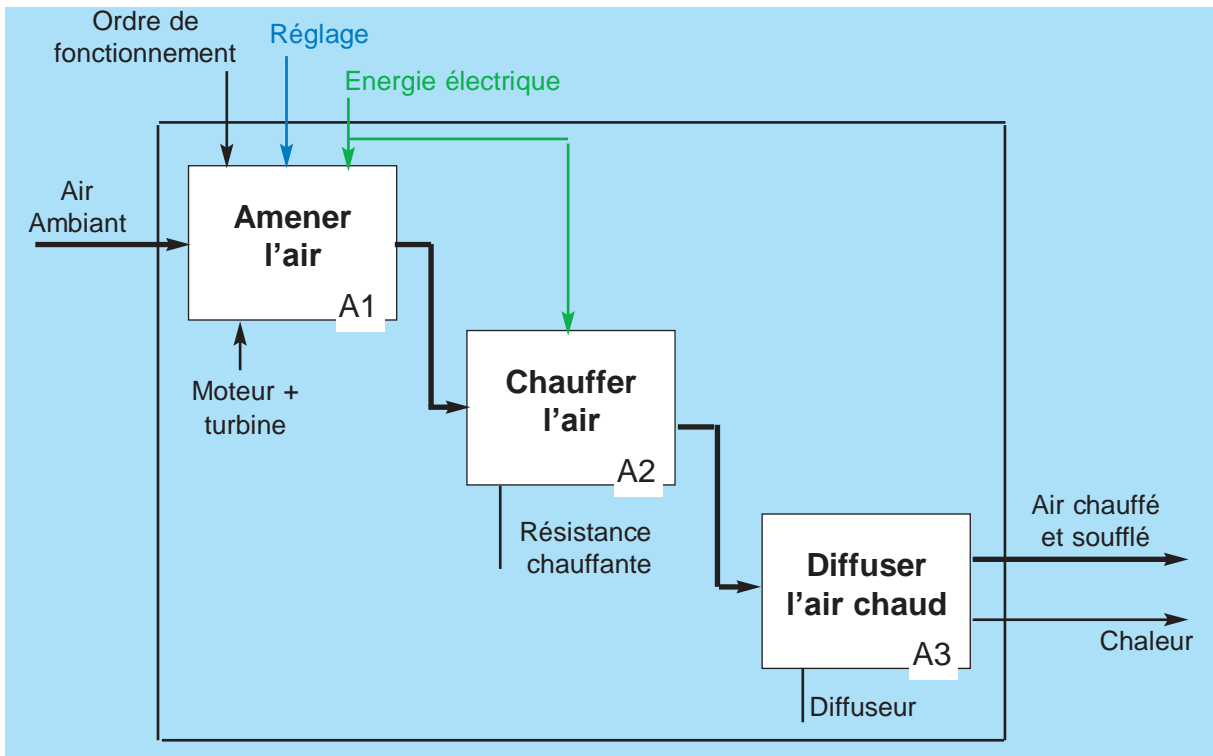 Ordre de
fonctionnement
Réglage
Energie électrique
Air
Ambiant
Amener
l’air
A1
Moteur +
turbine
Chauffer
l’air
A2
Résistance
chauffante
Air chauffé
et soufflé
Diffuser
l’air chaud
A3
Chaleur
Diffuseur